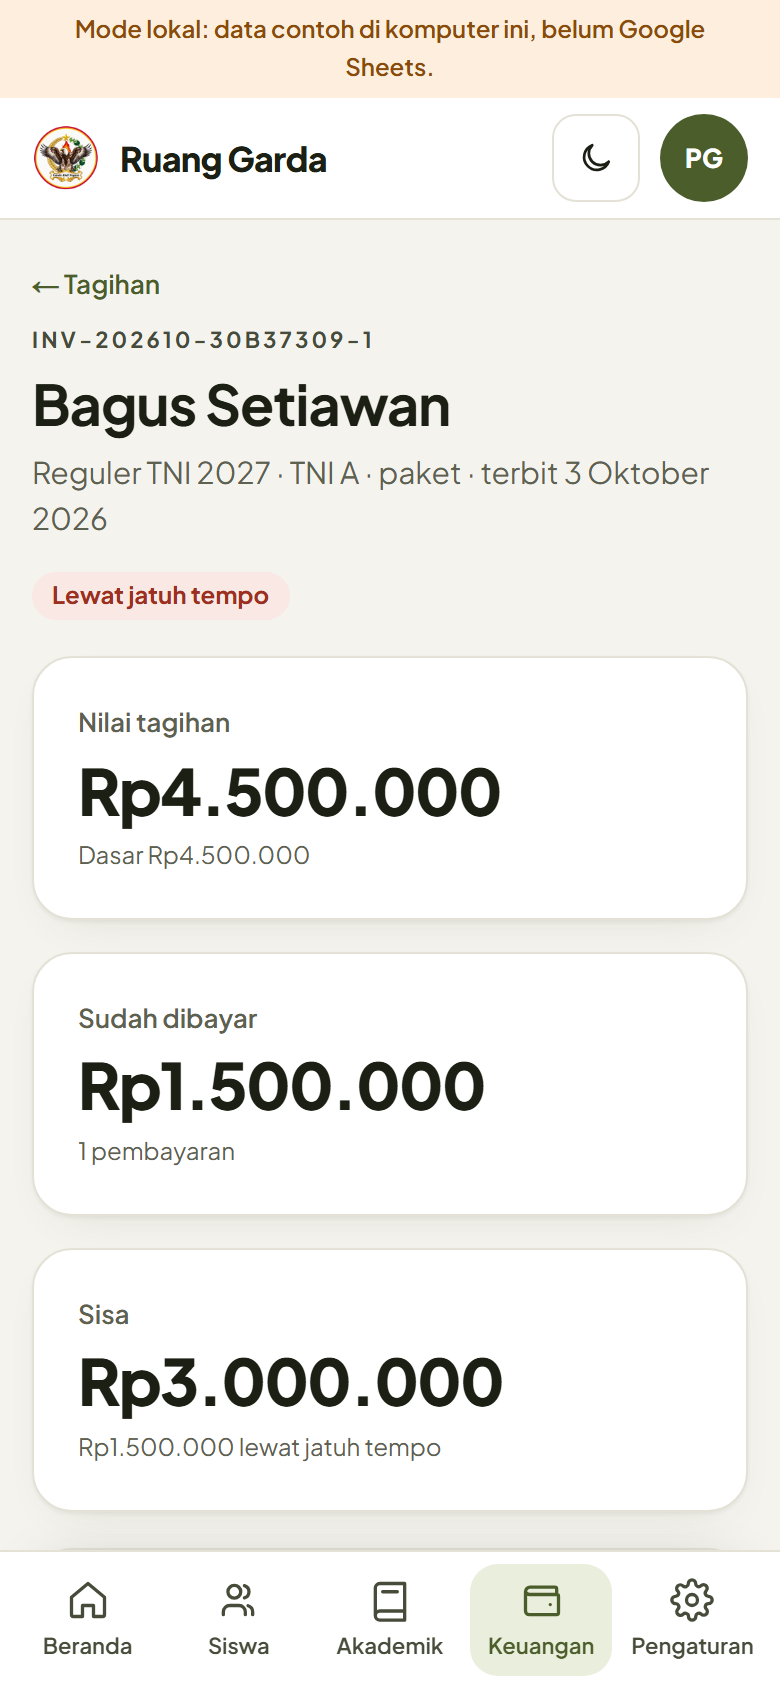 Mode lokal: data contoh di komputer ini, belum Google
Sheets.
Ruang Garda
PG
← Tagihan
INV-202610-30B37309-1
Bagus Setiawan
Reguler TNI 2027 · TNI A · paket · terbit 3 Oktober
2026
Lewat jatuh tempo
Nilai tagihan
Rp4.500.000
Dasar Rp4.500.000
Sudah dibayar
Rp1.500.000
1 pembayaran
Sisa
Rp3.000.000
Rp1.500.000 lewat jatuh tempo
Beranda
Siswa
Akademik
Keuangan
Pengaturan